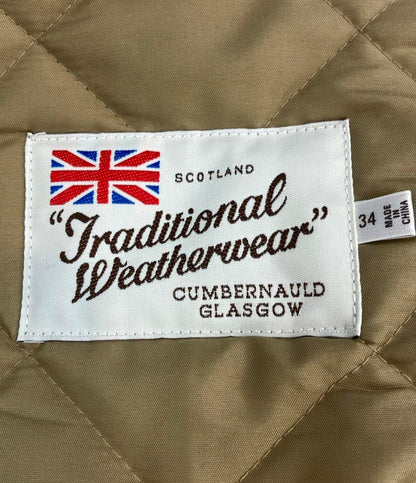 SCOTLAND
"Traditional
Weatherwear"
CUMBERNAULD
GLASGOW
34
MADE
IN
CHINA